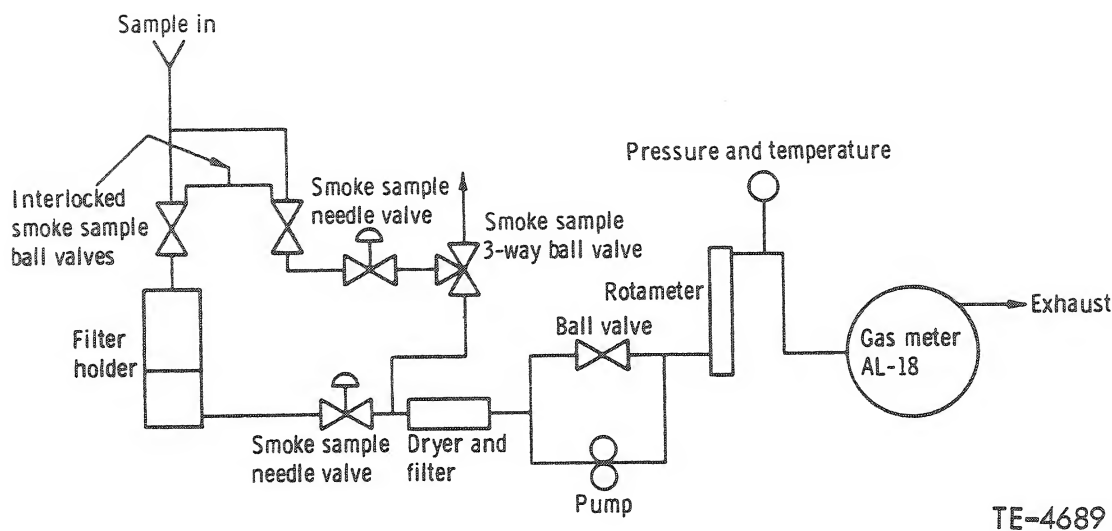 Sample in
Interlocked
smoke sample
ball valves
Smoke sample
needle valve
Smoke sample
3-way ball valve
Pressure and temperature
Filter
holder
Smoke sample
needle valve
Dryer and
filter
Ball valve
Pump
Rotameter
Gas meter
AL-18
Exhaust
TE-4689